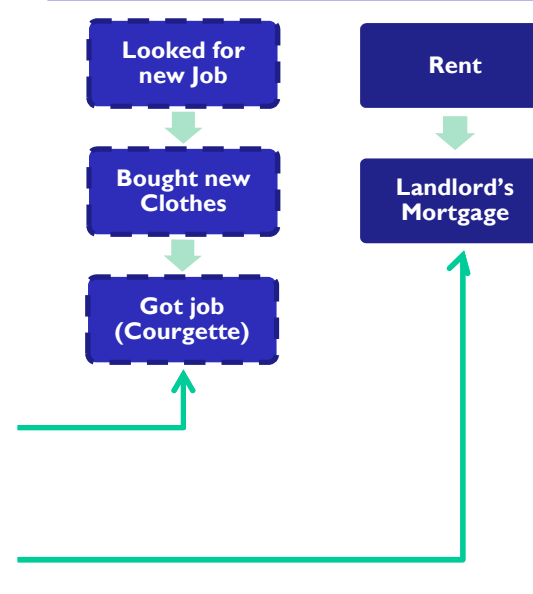 Looked for
new Job
Bought new
Clothes
Got job
(Courgette)
Rent
Landlord's
Mortgage